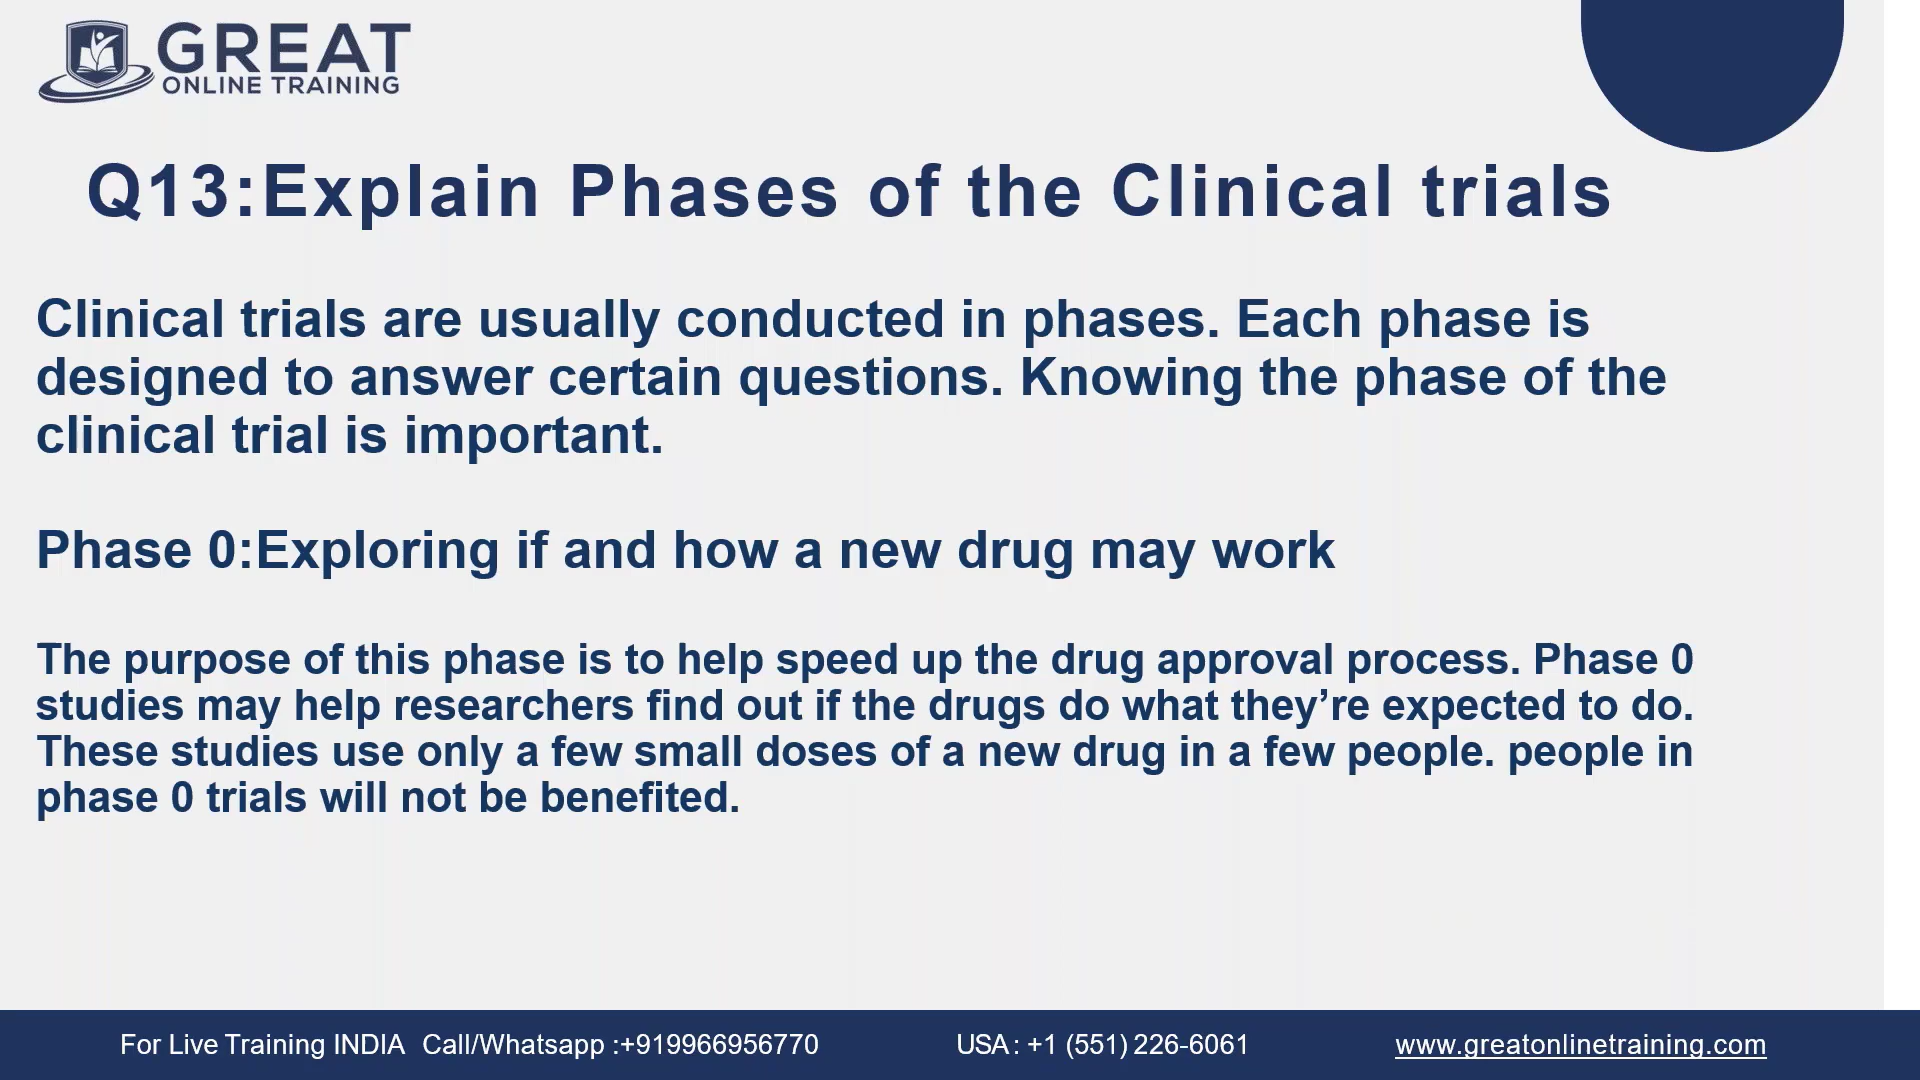 GREAT
ONLINE TRAINING
Q13:Explain Phases of the Clinical trials
Clinical trials are usually conducted in phases. Each phase is
designed to answer certain questions. Knowing the phase of the
clinical trial is important.
Phase 0:Exploring if and how a new drug may work
The purpose of this phase is to help speed up the drug approval process. Phase 0
studies may help researchers find out if the drugs do what they’re expected to do.
These studies use only a few small doses of a new drug in a few people. people in
phase 0 trials will not be benefited.
For Live Training INDIA Call/Whatsapp :+919966956770 USA : +1 (551) 226-6061 www.greatonlinetraining.com